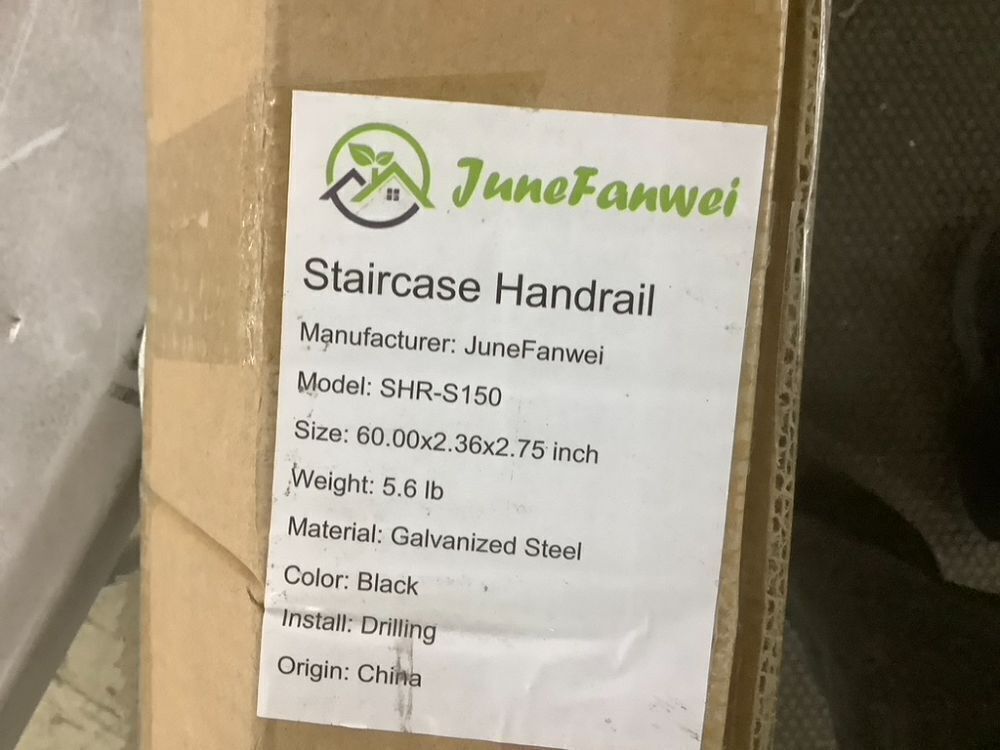 JuneFanwei
Staircase Handrail
Manufacturer: JuneFanwei
Model: SHR-S150
Size: 60.00x2.36x2.75 inch
Weight: 5.6 lb
Material: Galvanized Steel
Color: Black
Install: Drilling
Origin: China